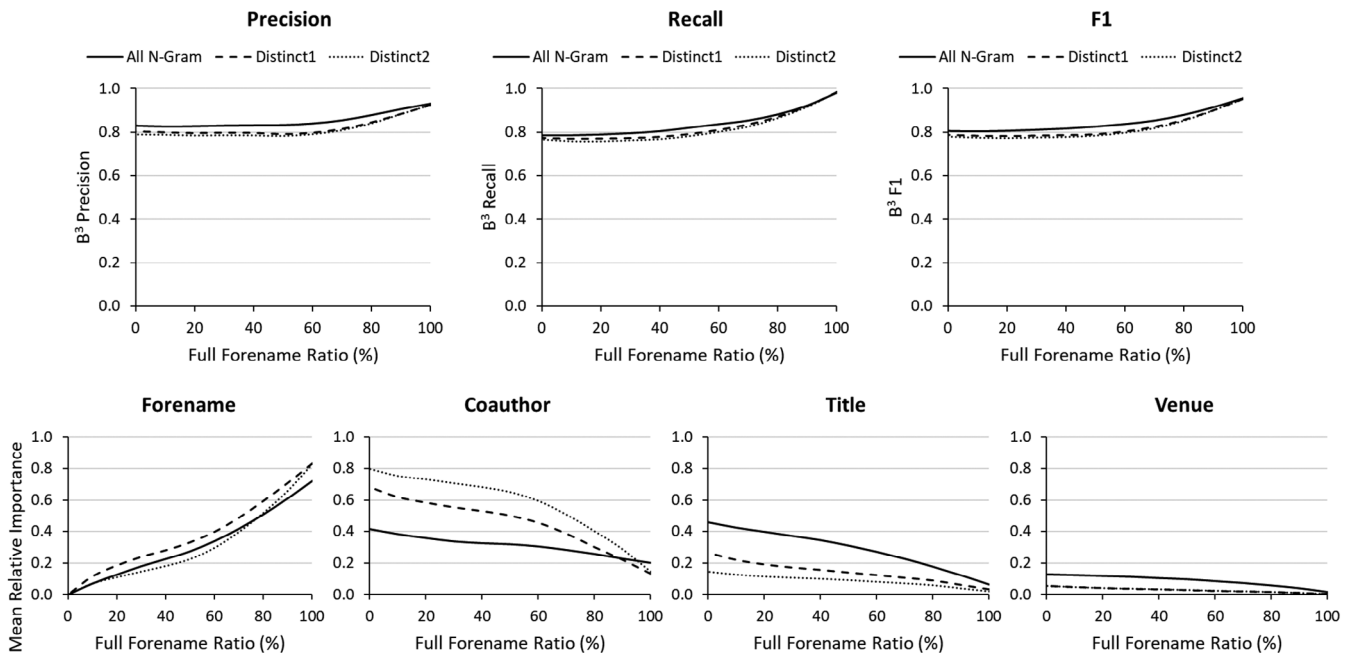 Precision
Recall
F1
All N-Gram Distinct1 Distinct2
All N-Gram Distinct1 Distinct2
All N-Gram Distinct1 Distinct2
B³ Precision
1.0
0.8
0.6
0.4
0.2
0.0
0 20 40 60 80 100
Full Forename Ratio (%)
B³ Recall
1.0
0.8
0.6
0.4
0.2
0.0
0 20 40 60 80 100
Full Forename Ratio (%)
B³ F1
1.0
0.8
0.6
0.4
0.2
0.0
0 20 40 60 80 100
Full Forename Ratio (%)
Forename
Mean Relative Importance
1.0
0.8
0.6
0.4
0.2
0.0
0 20 40 60 80 100
Full Forename Ratio (%)
Coauthor
1.0
0.8
0.6
0.4
0.2
0.0
0 20 40 60 80 100
Full Forename Ratio (%)
Title
1.0
0.8
0.6
0.4
0.2
0.0
0 20 40 60 80 100
Full Forename Ratio (%)
Venue
1.0
0.8
0.6
0.4
0.2
0.0
0 20 40 60 80 100
Full Forename Ratio (%)